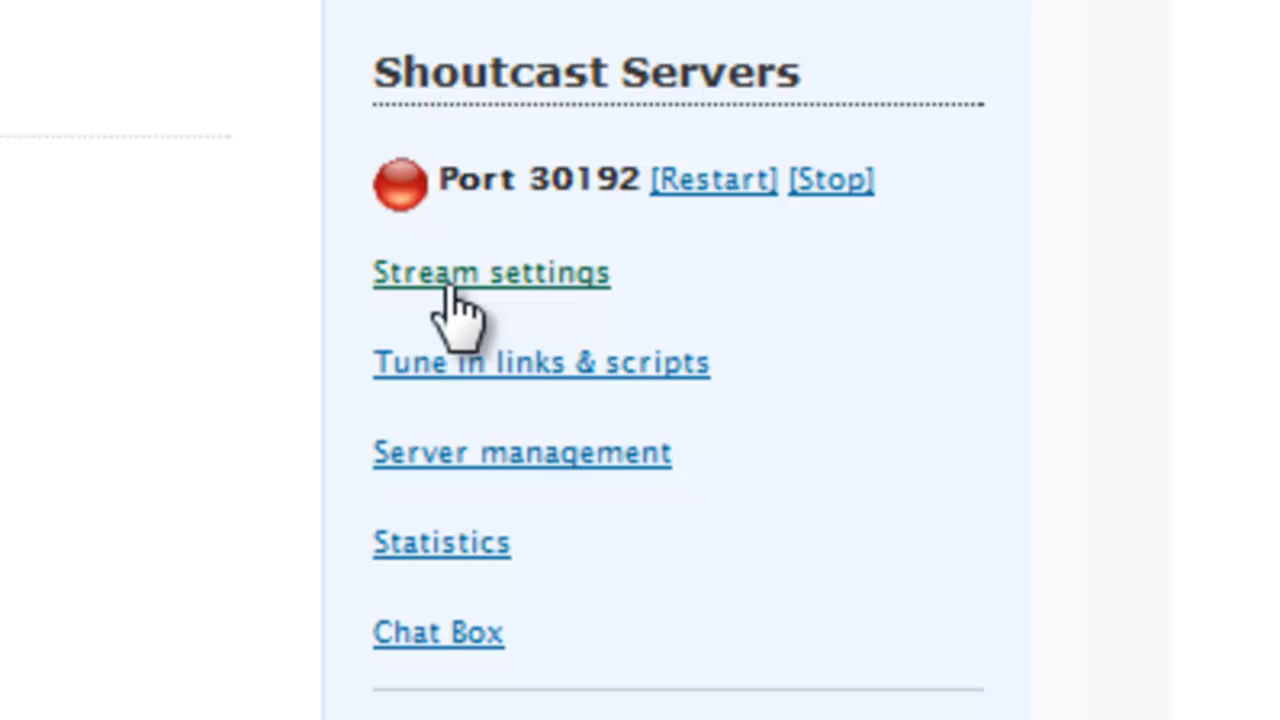 Shoutcast Servers
Port 30192 [Restart] [Stop]
Stream settings
Tune in links & scripts
Server management
Statistics
Chat Box